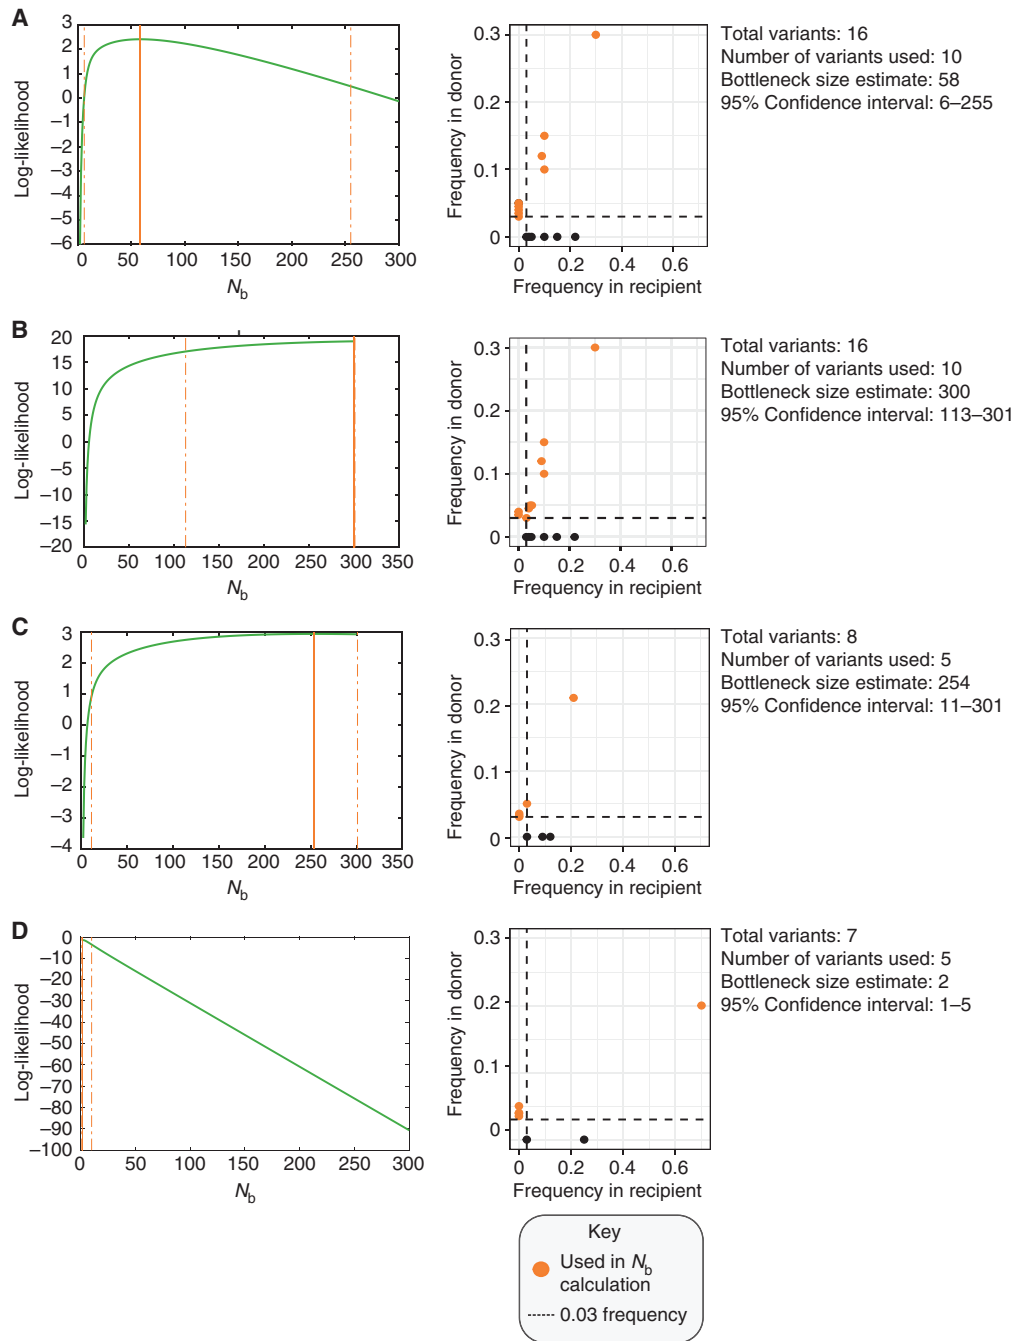 A
3
2
1
0
–1
–2
–3
–4
–5
–6
Log-likelihood
0
50
100
150
200
250
300
Nb
0.3
0.2
0.1
0
Frequency in donor
0
0.2
0.4
0.6
Frequency in recipient
Total variants: 16
Number of variants used: 10
Bottleneck size estimate: 58
95% Confidence interval: 6–255
B
20
15
10
5
0
–5
–10
–15
–20
Log-likelihood
0
50
100
150
200
250
300
350
Nb
0.3
0.2
0.1
0
Frequency in donor
0
0.2
0.4
0.6
Frequency in recipient
Total variants: 16
Number of variants used: 10
Bottleneck size estimate: 300
95% Confidence interval: 113–301
C
3
2
1
0
–1
–2
–3
–4
Log-likelihood
0
50
100
150
200
250
300
350
Nb
0.3
0.2
0.1
0
Frequency in donor
0
0.2
0.4
0.6
Frequency in recipient
Total variants: 8
Number of variants used: 5
Bottleneck size estimate: 254
95% Confidence interval: 11–301
D
0
–10
–20
–30
–40
–50
–60
–70
–80
–90
–100
Log-likelihood
0
50
100
150
200
250
300
Nb
0.3
0.2
0.1
0
Frequency in donor
0
0.2
0.4
0.6
Frequency in recipient
Total variants: 7
Number of variants used: 5
Bottleneck size estimate: 2
95% Confidence interval: 1–5
Key
Used in Nb
calculation
0.03 frequency